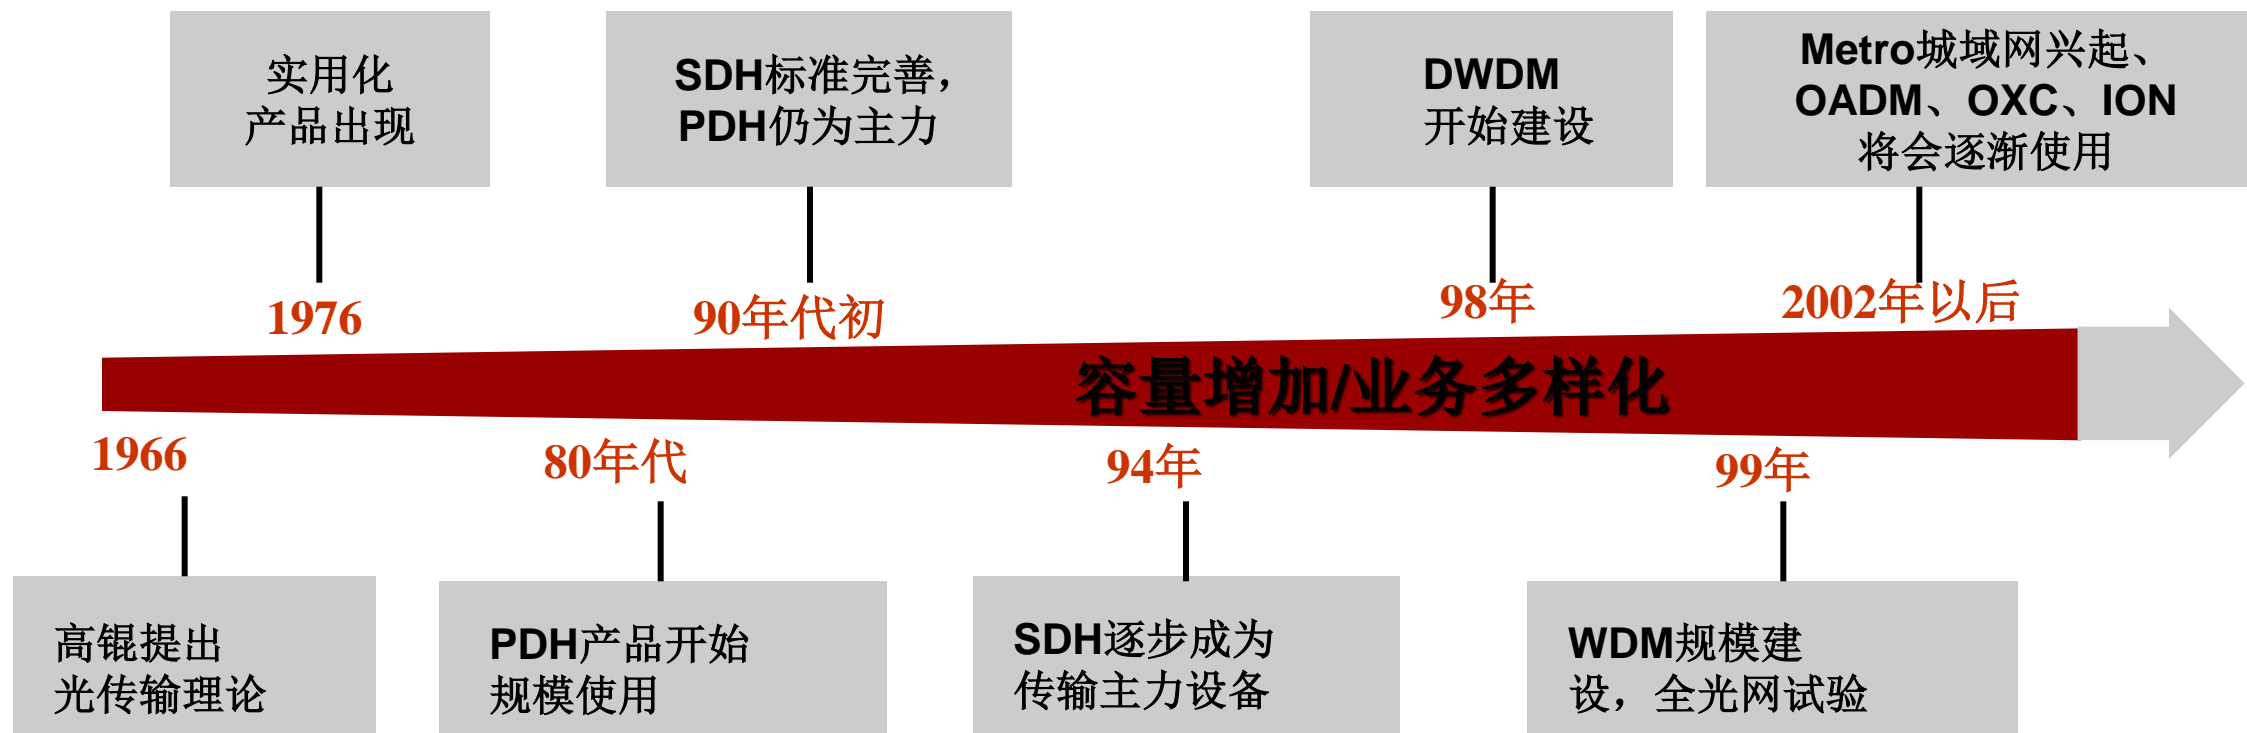 实用化
产品出现
SDH标准完善，
PDH仍为主力
DWDM
开始建设
Metro城域网兴起、
OADM、OXC、ION
将会逐渐使用
1976
90年代初
98年
2002年以后
容量增加/业务多样化
1966
80年代
94年
99年
高锟提出
光传输理论
PDH产品开始
规模使用
SDH逐步成为
传输主力设备
WDM规模建
设，全光网试验